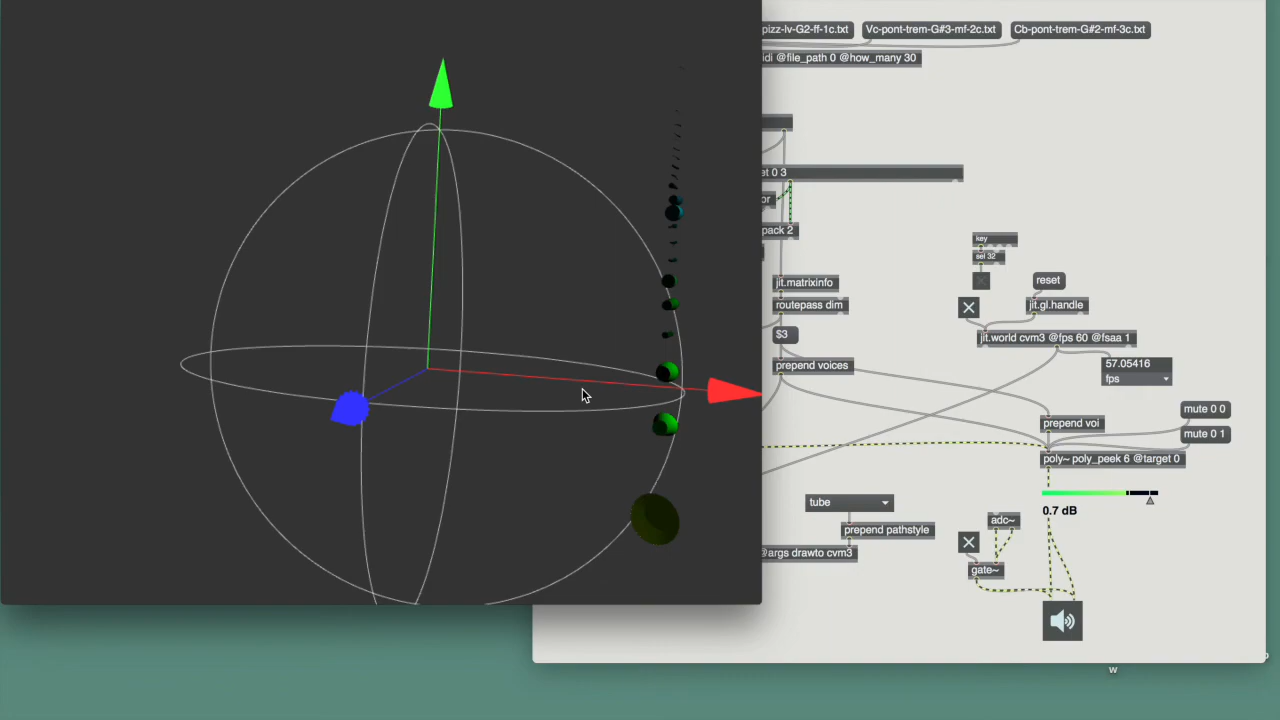 pizz-lv-G2-ff-1c.txt
Vc-pont-trem-G#3-mf-2c.txt
Cb-pont-trem-G#2-mf-3c.txt
idi @file_path 0 @how_many 30
et 0 3
or
pack 2
key
sel 32
jit.matrixinfo
reset
routepass dim
jit.gl.handle
$3
jit.world cvm3 @fps 60 @fsaa 1
prepend voices
57.05416
fps
mute 0 0
prepend voi
mute 0 1
poly~ poly_peek 6 @target 0
tube
0.7 dB
prepend pathstyle
adc~
@args drawto cvm3
gate~
w